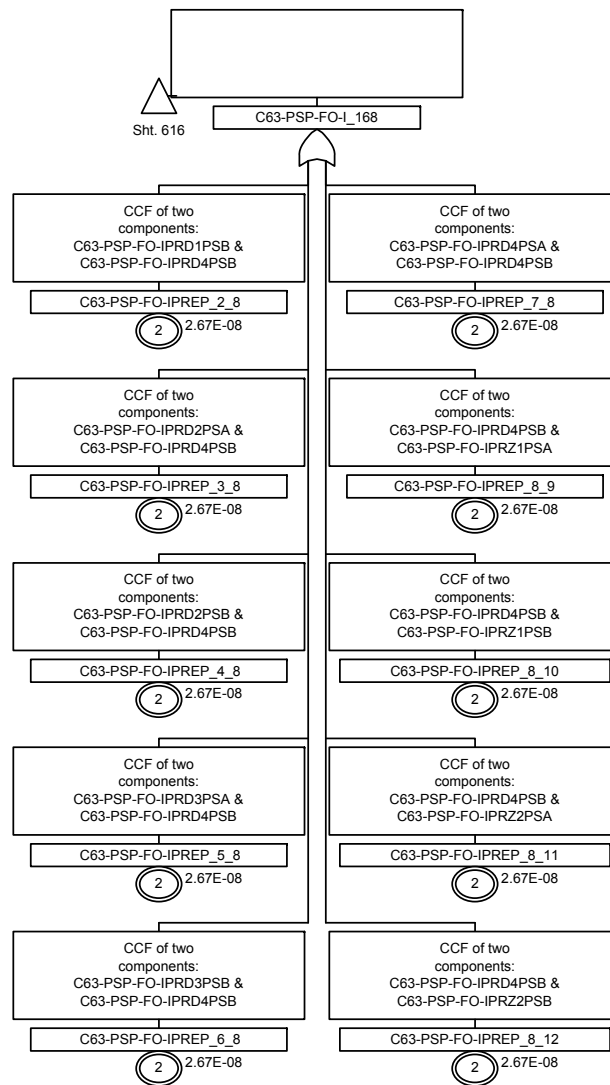 Sht. 616
C63-PSP-FO-I_168
CCF of two
components:
C63-PSP-FO-IPRD1PSB &
C63-PSP-FO-IPRD4PSB
C63-PSP-FO-IPREP_2_8
2
2.67E-08
CCF of two
components:
C63-PSP-FO-IPRD4PSA &
C63-PSP-FO-IPRD4PSB
C63-PSP-FO-IPREP_7_8
2
2.67E-08
CCF of two
components:
C63-PSP-FO-IPRD2PSA &
C63-PSP-FO-IPRD4PSB
C63-PSP-FO-IPREP_3_8
2
2.67E-08
CCF of two
components:
C63-PSP-FO-IPRD4PSB &
C63-PSP-FO-IPRZ1PSA
C63-PSP-FO-IPREP_8_9
2
2.67E-08
CCF of two
components:
C63-PSP-FO-IPRD2PSB &
C63-PSP-FO-IPRD4PSB
C63-PSP-FO-IPREP_4_8
2
2.67E-08
CCF of two
components:
C63-PSP-FO-IPRD4PSB &
C63-PSP-FO-IPRZ1PSB
C63-PSP-FO-IPREP_8_10
2
2.67E-08
CCF of two
components:
C63-PSP-FO-IPRD3PSA &
C63-PSP-FO-IPRD4PSB
C63-PSP-FO-IPREP_5_8
2
2.67E-08
CCF of two
components:
C63-PSP-FO-IPRD4PSB &
C63-PSP-FO-IPRZ2PSA
C63-PSP-FO-IPREP_8_11
2
2.67E-08
CCF of two
components:
C63-PSP-FO-IPRD3PSB &
C63-PSP-FO-IPRD4PSB
C63-PSP-FO-IPREP_6_8
2
2.67E-08
CCF of two
components:
C63-PSP-FO-IPRD4PSB &
C63-PSP-FO-IPRZ2PSB
C63-PSP-FO-IPREP_8_12
2
2.67E-08